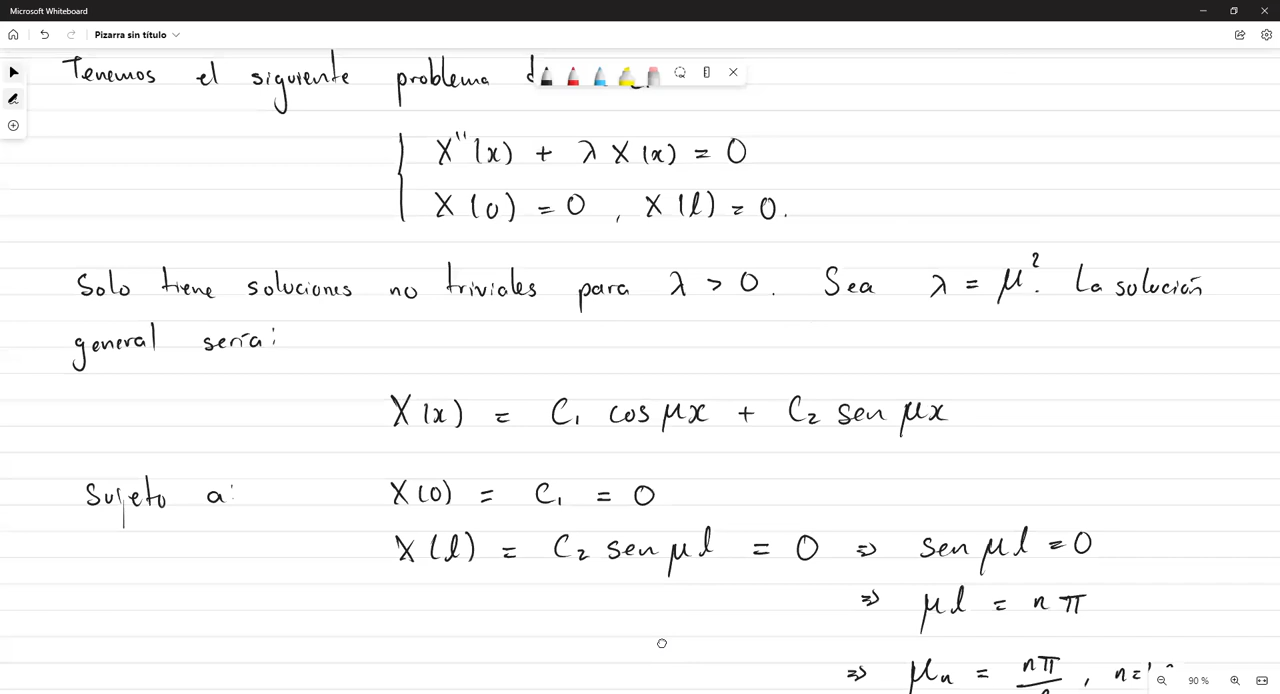 Microsoft Whiteboard
Pizarra sin título
Tenemos el siguiente problema
X''(x) + λ X(x) = 0
X(0) = 0 , X(l) = 0.
Solo tiene soluciones no triviales para λ > 0. Sea λ = μ². La solución
general sería:
X(x) = C₁ cos μx + C₂ sen μx
Sujeto a: X(0) = C₁ = 0
X(l) = C₂ sen μl = 0 ⇒ sen μl = 0
⇒ μl = nπ
⇒ μₙ = nπ , n=
90 %